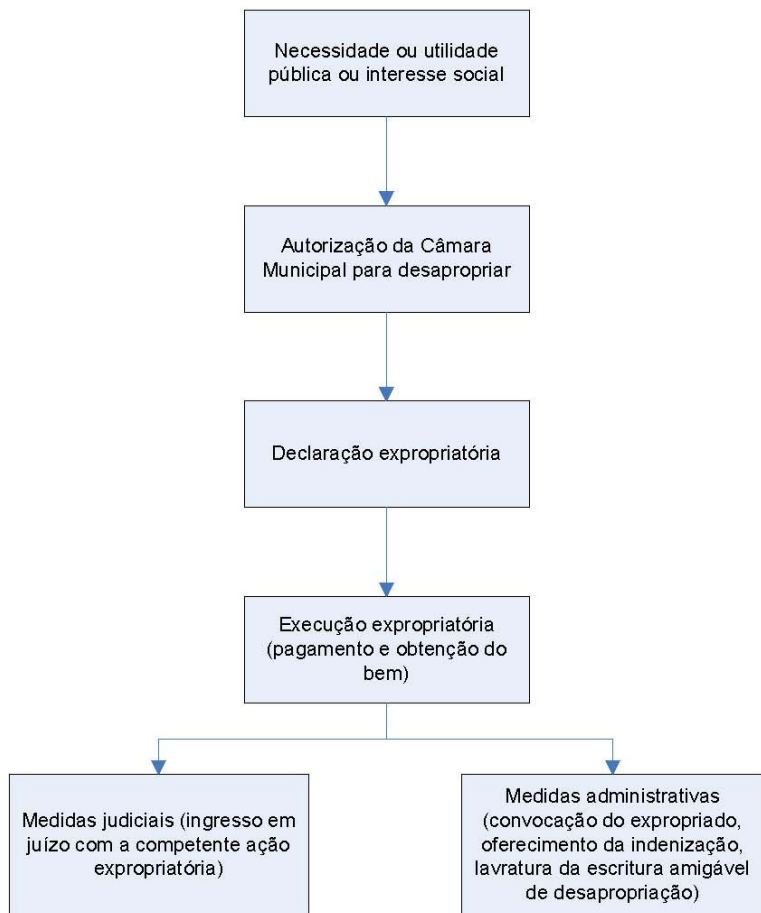 Necessidade ou utilidade
pública ou interesse social
Autorização da Câmara
Municipal para desapropriar
Declaração expropriatória
Execução expropriatória
(pagamento e obtenção do
bem)
Medidas judiciais (ingresso em
juízo com a competente ação
expropriatória)
Medidas administrativas
(convocação do expropriado,
oferecimento da indenização,
lavratura da escritura amigável
de desapropriação)